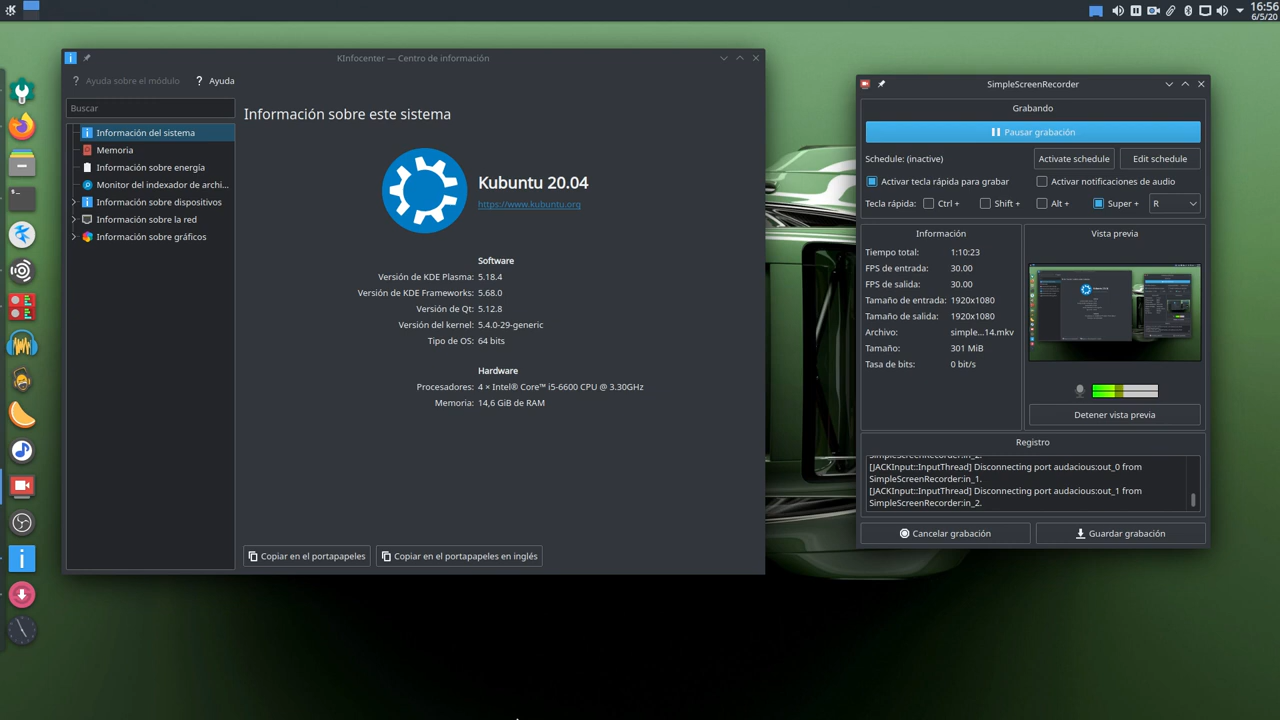 16:56
6/5/20
KInfocenter — Centro de información
? Ayuda sobre el módulo
? Ayuda
Buscar
Información del sistema
Memoria
Información sobre energía
Monitor del indexador de archi...
Información sobre dispositivos
Información sobre la red
Información sobre gráficos
Información sobre este sistema
Kubuntu 20.04
https://www.kubuntu.org
Software
Versión de KDE Plasma: 5.18.4
Versión de KDE Frameworks: 5.68.0
Versión de Qt: 5.12.8
Versión del kernel: 5.4.0-29-generic
Tipo de OS: 64 bits
Hardware
Procesadores: 4 × Intel® Core™ i5-6600 CPU @ 3.30GHz
Memoria: 14,6 GiB de RAM
Copiar en el portapapeles
Copiar en el portapapeles en inglés
SimpleScreenRecorder
Grabando
Pausar grabación
Schedule: (inactive)
Activate schedule
Edit schedule
Activar tecla rápida para grabar
Activar notificaciones de audio
Tecla rápida: Ctrl + Shift + Alt + Super + R
Información
Tiempo total: 1:10:23
FPS de entrada: 30.00
FPS de salida: 30.00
Tamaño de entrada: 1920x1080
Tamaño de salida: 1920x1080
Archivo: simple...14.mkv
Tamaño: 301 MiB
Tasa de bits: 0 bit/s
Vista previa
Detener vista previa
Registro
SimpleScreenRecorder:in_2.
[JACKInput::InputThread] Disconnecting port audacious:out_0 from
SimpleScreenRecorder:in_1.
[JACKInput::InputThread] Disconnecting port audacious:out_1 from
SimpleScreenRecorder:in_2.
Cancelar grabación
Guardar grabación